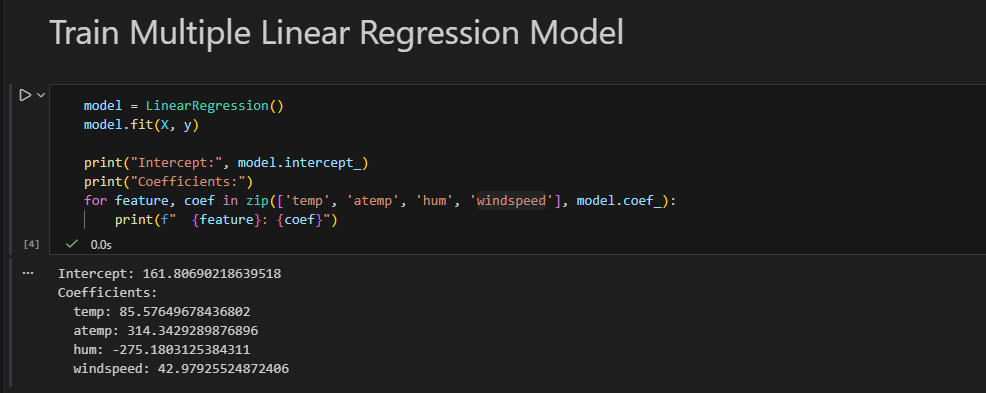 Train Multiple Linear Regression Model
model = LinearRegression()
model.fit(X, y)
print("Intercept:", model.intercept_)
print("Coefficients:")
for feature, coef in zip(['temp', 'atemp', 'hum', 'windspeed'], model.coef_):
    print(f"  {feature}: {coef}")
[4]
0.0s
...
Intercept: 161.80690218639518
Coefficients:
  temp: 85.57649678436802
  atemp: 314.3429289876896
  hum: -275.1803125384311
  windspeed: 42.97925524872406